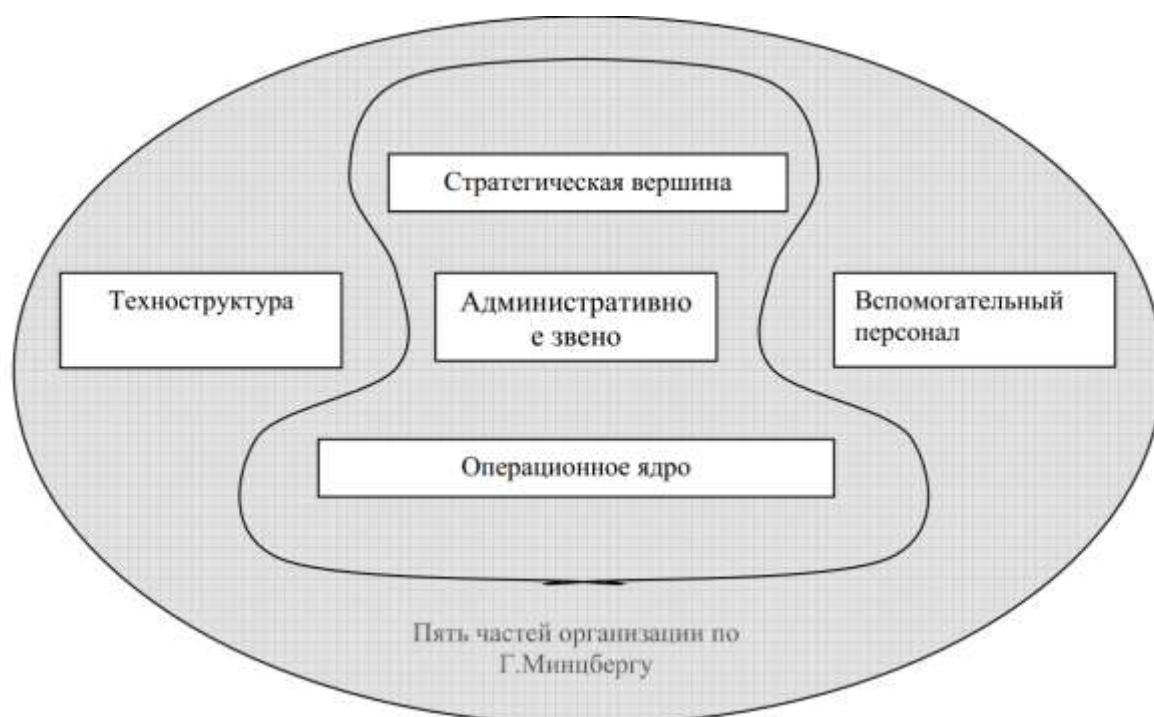 Стратегическая вершина
Техноструктура
Административно
е звено
Вспомогательный
персонал
Операционное ядро
Пять частей организации по
Г.Минцбергу